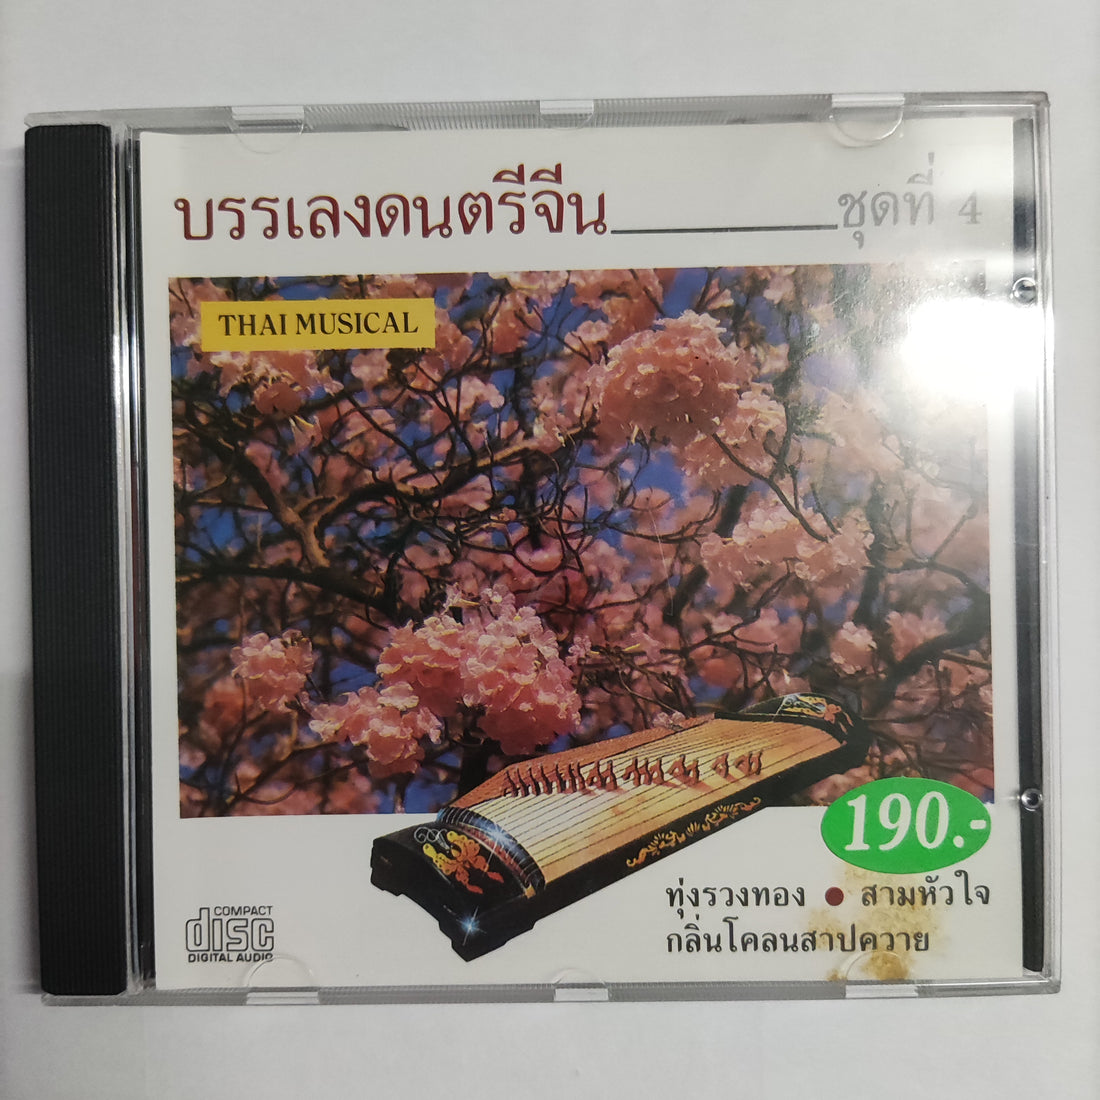 บรรเลงดนตรีจีน ชุดที่ 4
THAI MUSICAL
190.-
ทุ่งรวงทอง • สามหัวใจ
กลิ่นโคลนสาปควาย
COMPACT
disc
DIGITAL AUDIO